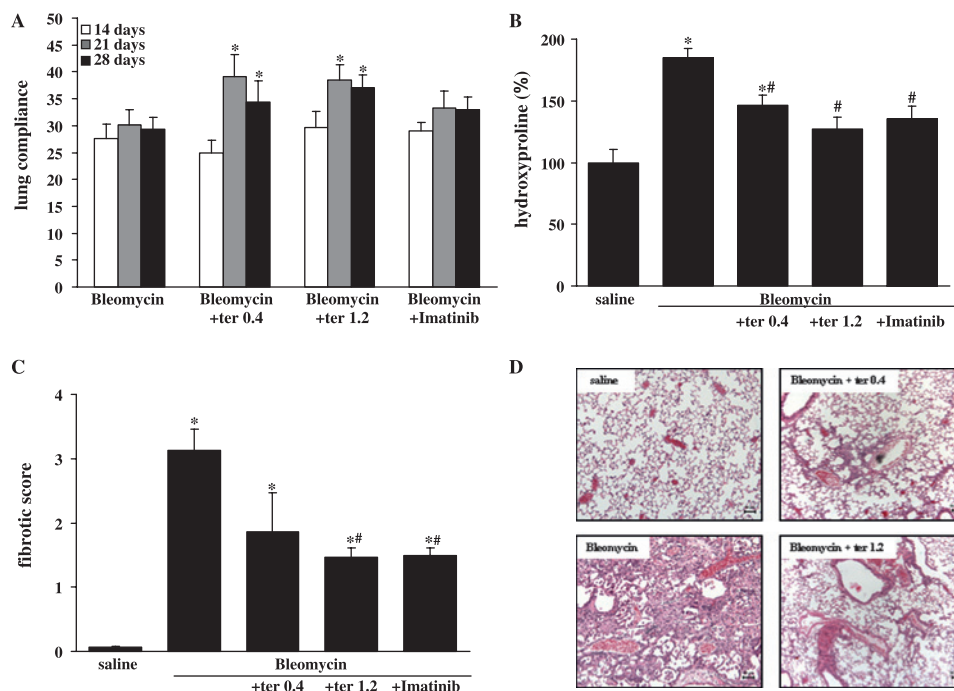 A
lung compliance
50
45
40
35
30
25
20
15
10
5
0
14 days
21 days
28 days
* * * *
Bleomycin Bleomycin Bleomycin Bleomycin
+ter 0.4 +ter 1.2 +Imatinib
B
hydroxyproline (%)
200
150
100
50
0
* *# # #
saline Bleomycin
+ter 0.4 +ter 1.2 +Imatinib
C
fibrotic score
4
3
2
1
0
* * *# *#
saline Bleomycin
+ter 0.4 +ter 1.2 +Imatinib
D
saline
Bleomycin + ter 0.4
Bleomycin
Bleomycin + ter 1.2